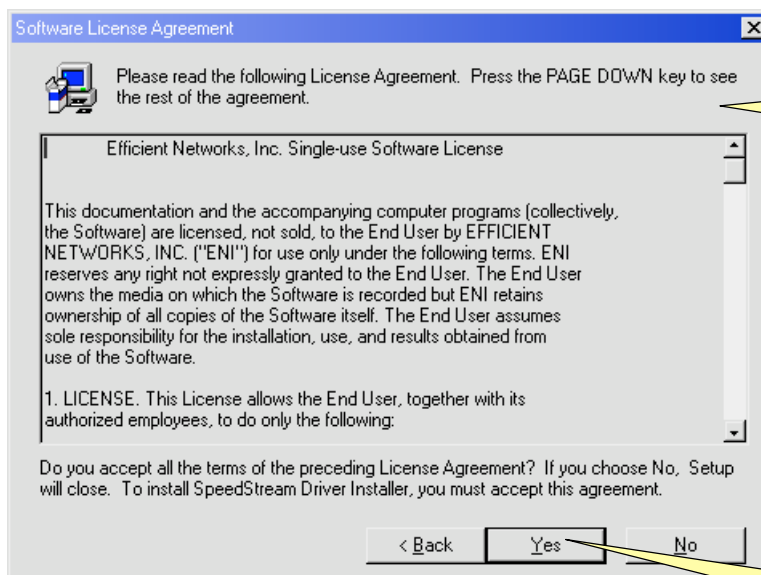 Software License Agreement
Please read the following License Agreement.  Press the PAGE DOWN key to see
the rest of the agreement.
Efficient Networks, Inc. Single-use Software License
This documentation and the accompanying computer programs (collectively,
the Software) are licensed, not sold, to the End User by EFFICIENT
NETWORKS, INC. ("ENI") for use only under the following terms. ENI
reserves any right not expressly granted to the End User. The End User
owns the media on which the Software is recorded but ENI retains
ownership of all copies of the Software itself. The End User assumes
sole responsibility for the installation, use, and results obtained from
use of the Software.
1. LICENSE. This License allows the End User, together with its
authorized employees, to do only the following:
Do you accept all the terms of the preceding License Agreement?  If you choose No,  Setup
will close.  To install SpeedStream Driver Installer, you must accept this agreement.
< Back
Yes
No